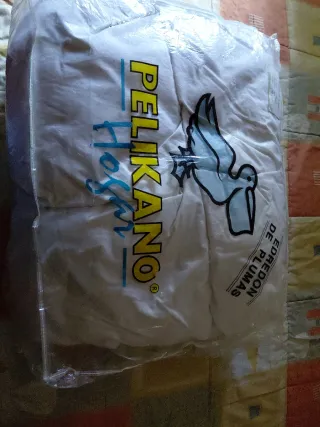 PELIKANO®
Hogar
EDREDON
DE PLUMAS